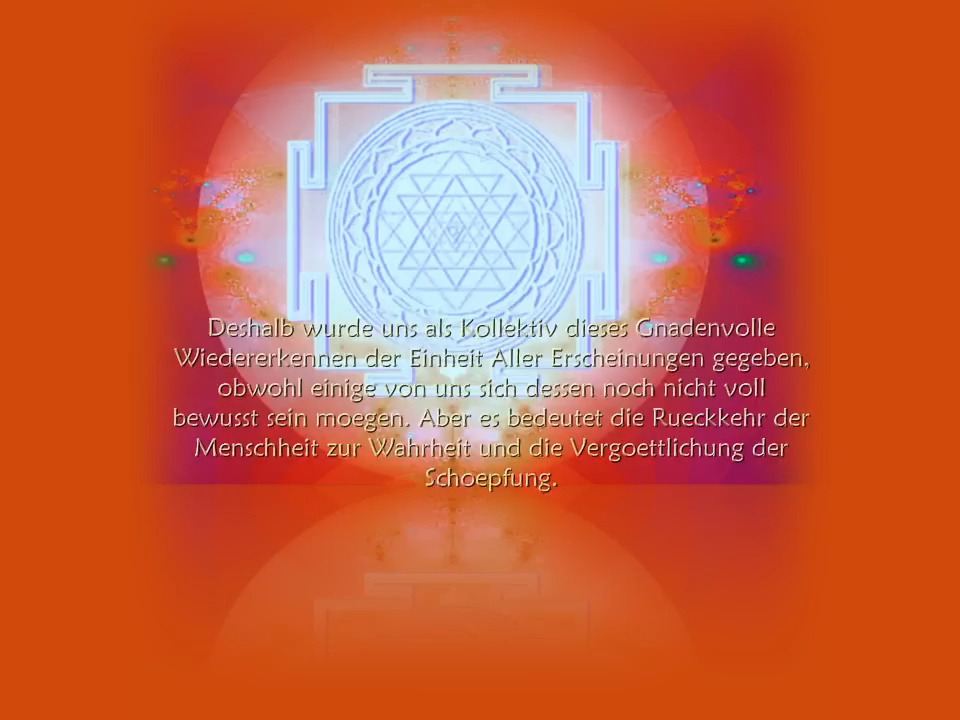 Deshalb wurde uns als Kollektiv dieses Gnadenvolle
Wiedererkennen der Einheit Aller Erscheinungen gegeben,
obwohl einige von uns sich dessen noch nicht voll
bewusst sein moegen. Aber es bedeutet die Rueckkehr der
Menschheit zur Wahrheit und die Vergoettlichung der
Schoepfung.